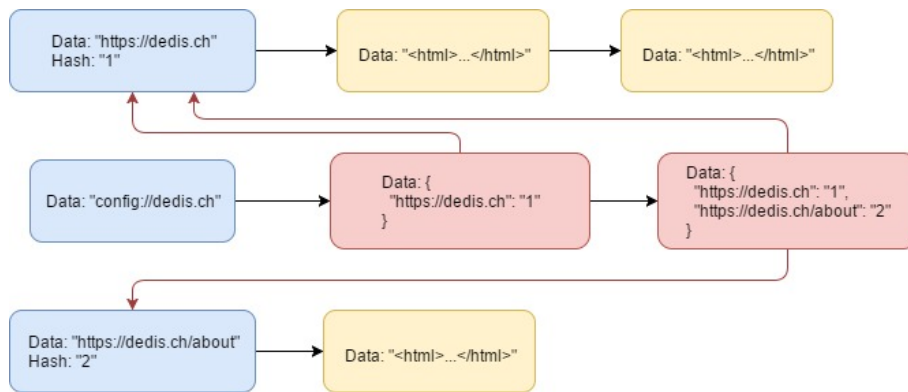 Data: "https://dedis.ch"
Hash: "1"
Data: "<html>...</html>"
Data: "<html>...</html>"
Data: "config://dedis.ch"
Data: {
"https://dedis.ch": "1"
}
Data: {
"https://dedis.ch": "1",
"https://dedis.ch/about": "2"
}
Data: "https://dedis.ch/about"
Hash: "2"
Data: "<html>...</html>"